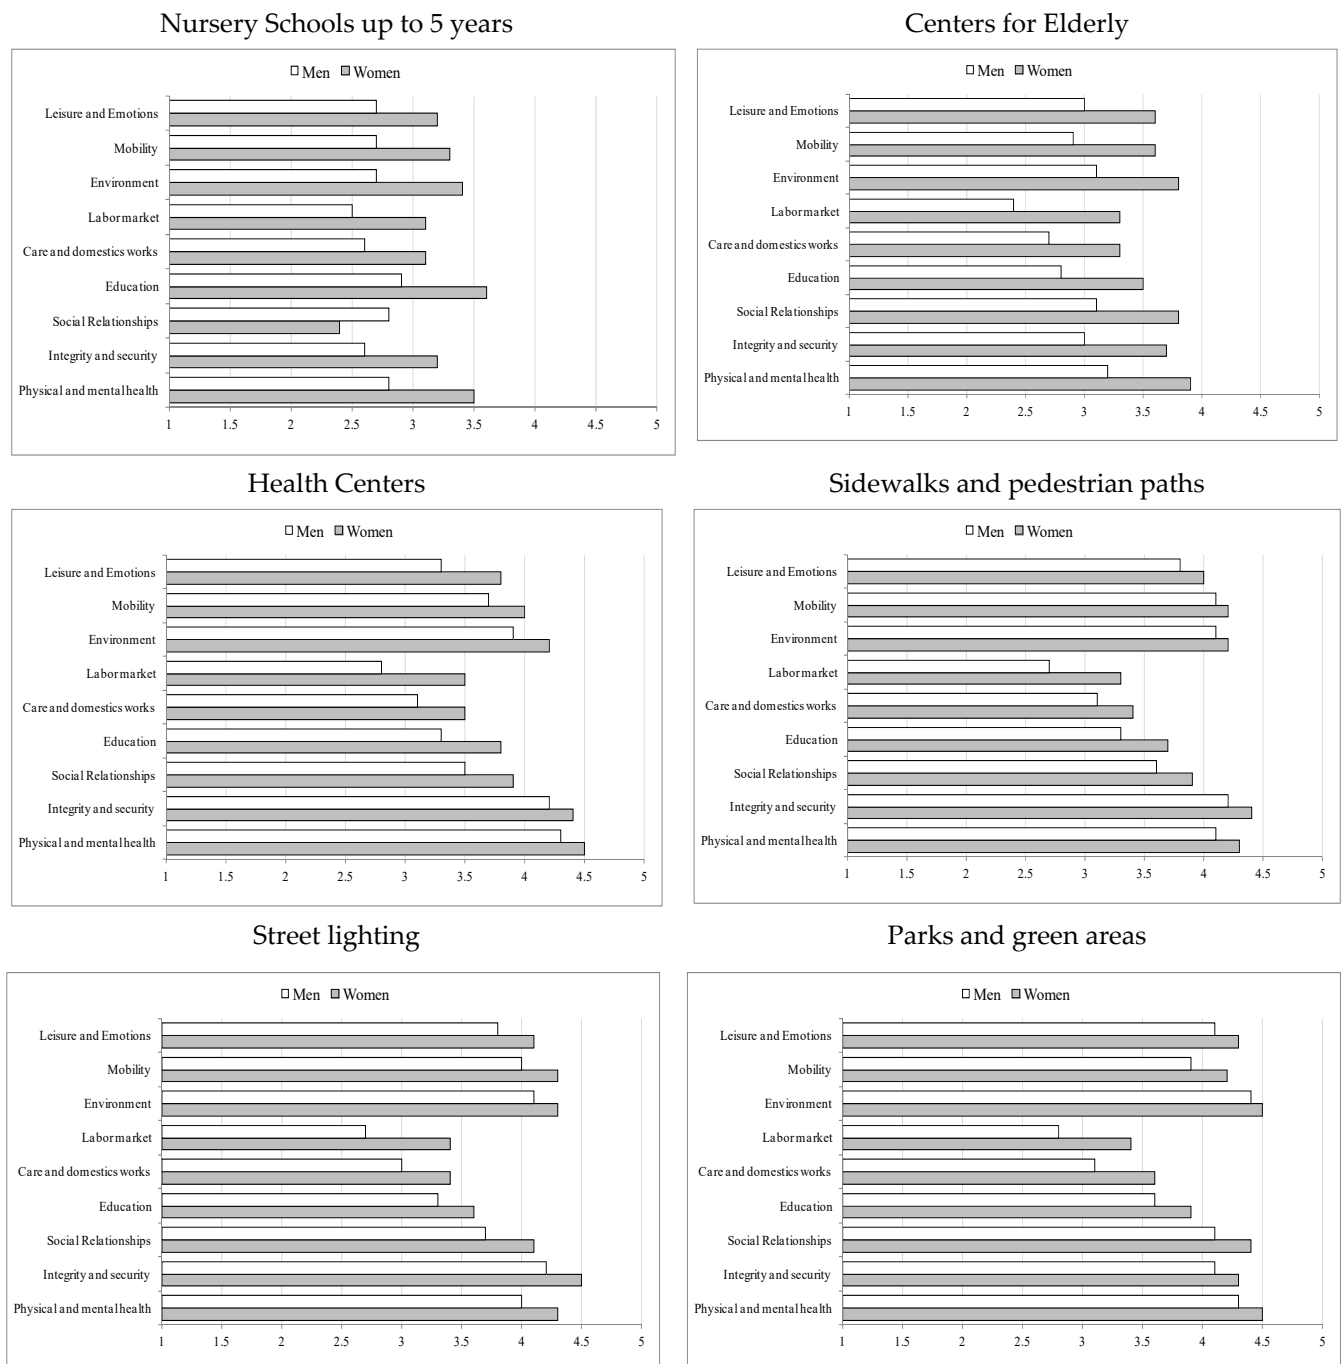 Nursery Schools up to 5 years
Men Women
Leisure and Emotions
Mobility
Environment
Labor market
Care and domestics works
Education
Social Relationships
Integrity and security
Physical and mental health
1 1.5 2 2.5 3 3.5 4 4.5 5
Centers for Elderly
Men Women
Leisure and Emotions
Mobility
Environment
Labor market
Care and domestics works
Education
Social Relationships
Integrity and security
Physical and mental health
1 1.5 2 2.5 3 3.5 4 4.5 5
Health Centers
Men Women
Leisure and Emotions
Mobility
Environment
Labor market
Care and domestics works
Education
Social Relationships
Integrity and security
Physical and mental health
1 1.5 2 2.5 3 3.5 4 4.5 5
Sidewalks and pedestrian paths
Men Women
Leisure and Emotions
Mobility
Environment
Labor market
Care and domestics works
Education
Social Relationships
Integrity and security
Physical and mental health
1 1.5 2 2.5 3 3.5 4 4.5 5
Street lighting
Men Women
Leisure and Emotions
Mobility
Environment
Labor market
Care and domestics works
Education
Social Relationships
Integrity and security
Physical and mental health
1 1.5 2 2.5 3 3.5 4 4.5 5
Parks and green areas
Men Women
Leisure and Emotions
Mobility
Environment
Labor market
Care and domestics works
Education
Social Relationships
Integrity and security
Physical and mental health
1 1.5 2 2.5 3 3.5 4 4.5 5